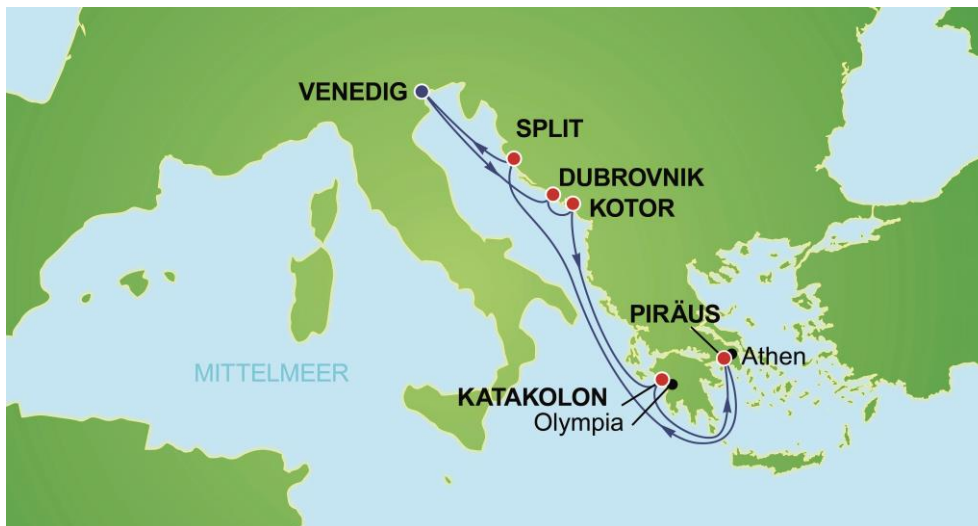 VENEDIG
SPLIT
DUBROVNIK
KOTOR
PIRÄUS
Athen
MITTELMEER
KATAKOLON
Olympia